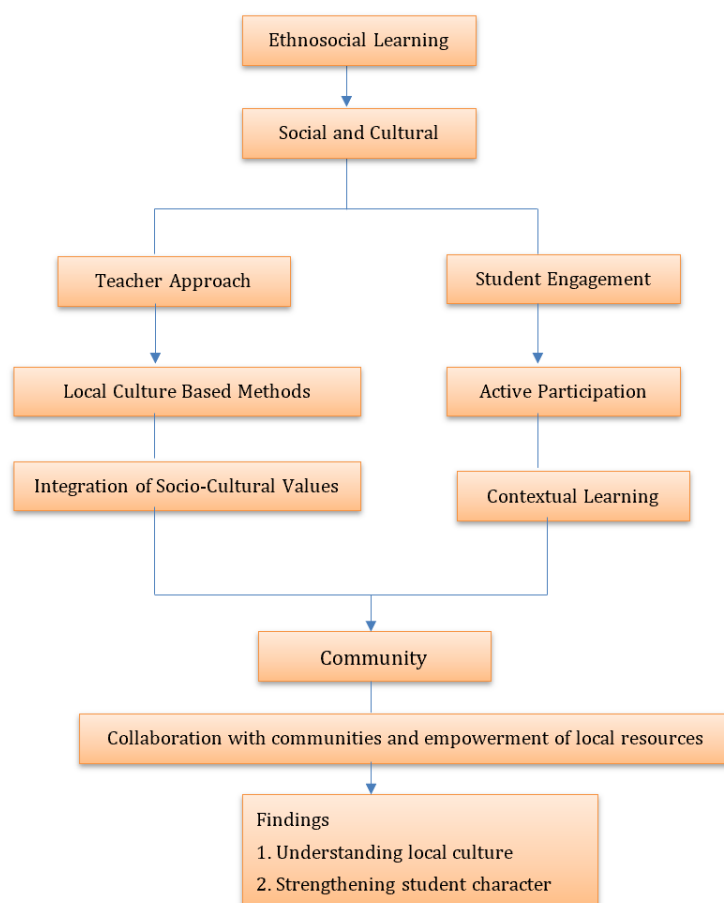 Ethnosocial Learning
Social and Cultural
Teacher Approach
Student Engagement
Local Culture Based Methods
Active Participation
Integration of Socio-Cultural Values
Contextual Learning
Community
Collaboration with communities and empowerment of local resources
Findings
1. Understanding local culture
2. Strengthening student character